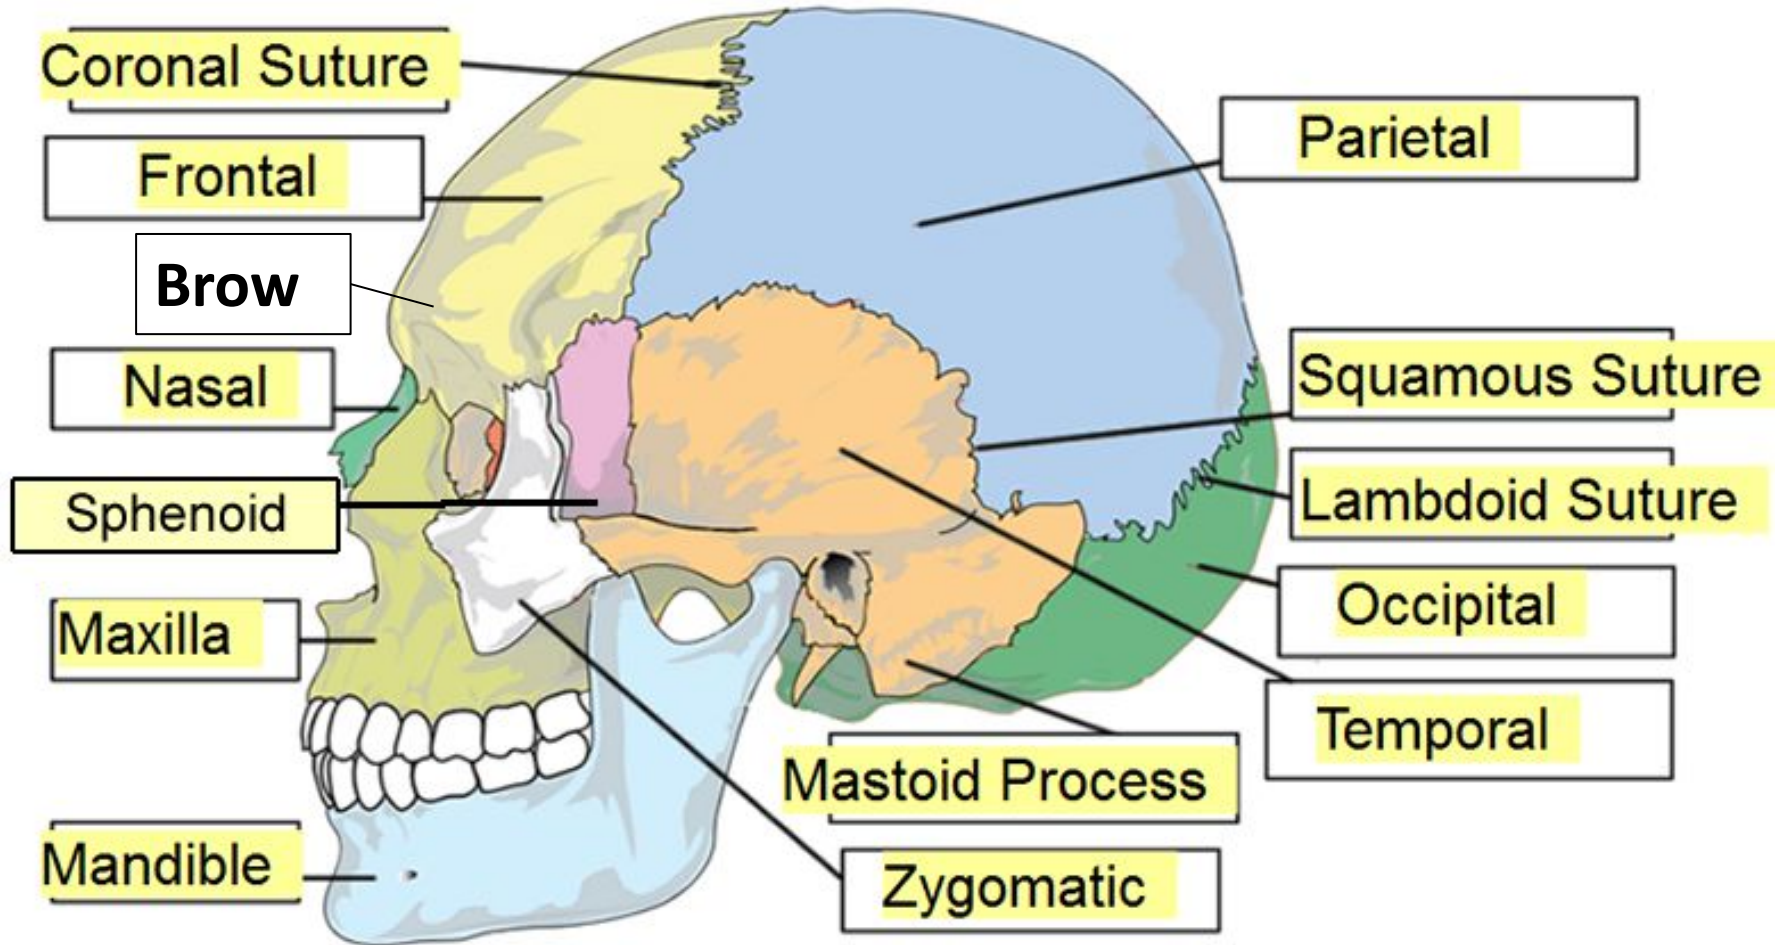 Coronal Suture
Frontal
Brow
Nasal
Sphenoid
Maxilla
Mandible
Parietal
Squamous Suture
Lambdoid Suture
Occipital
Temporal
Mastoid Process
Zygomatic